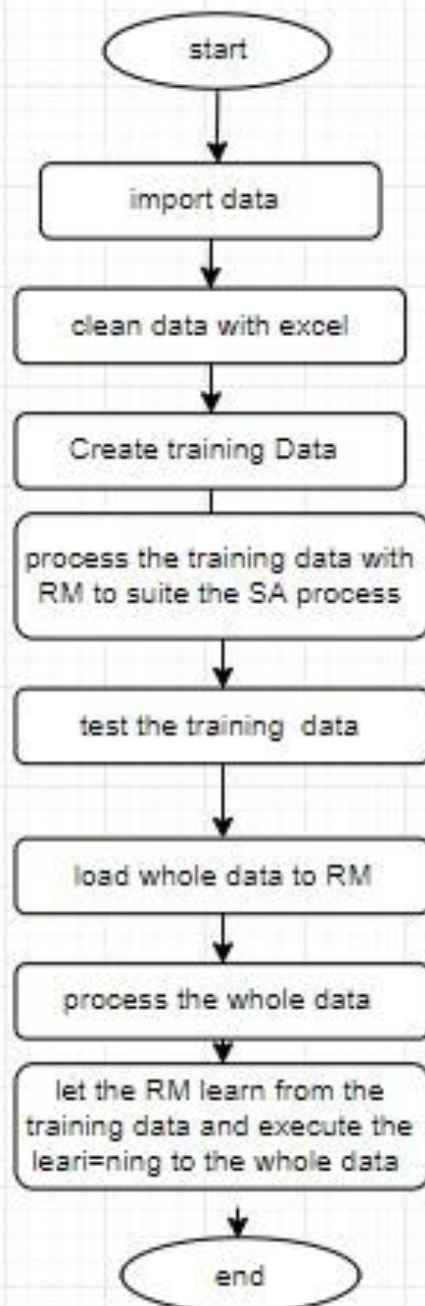 start
import data
clean data with excel
Create training Data
process the training data with
RM to suite the SA process
test the training data
load whole data to RM
process the whole data
let the RM learn from the
training data and execute the
leari=ning to the whole data
end